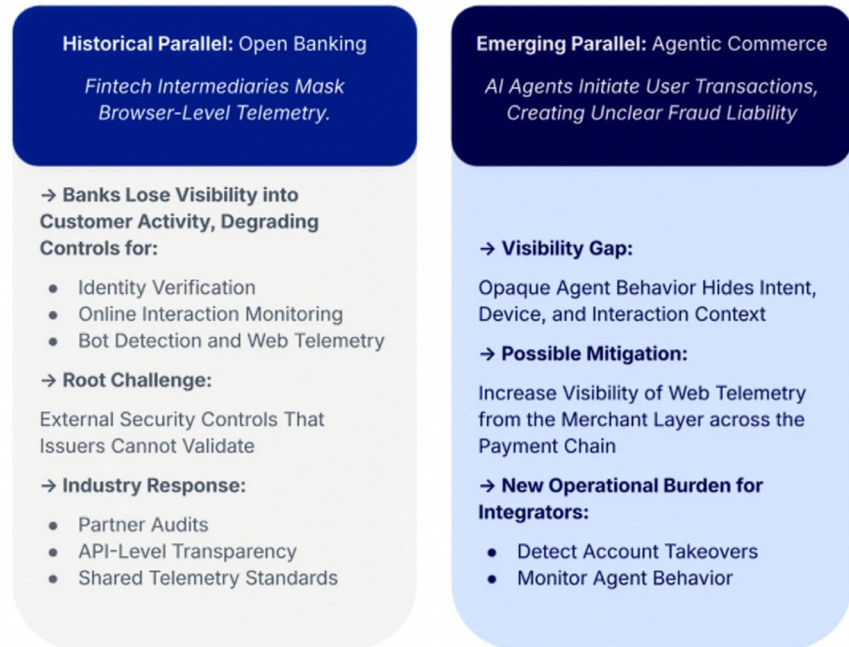 Historical Parallel: Open Banking
Fintech Intermediaries Mask
Browser-Level Telemetry.
→ Banks Lose Visibility into
Customer Activity, Degrading
Controls for:
● Identity Verification
● Online Interaction Monitoring
● Bot Detection and Web Telemetry
→ Root Challenge:
External Security Controls That
Issuers Cannot Validate
→ Industry Response:
● Partner Audits
● API-Level Transparency
● Shared Telemetry Standards
Emerging Parallel: Agentic Commerce
AI Agents Initiate User Transactions,
Creating Unclear Fraud Liability
→ Visibility Gap:
Opaque Agent Behavior Hides Intent,
Device, and Interaction Context
→ Possible Mitigation:
Increase Visibility of Web Telemetry
from the Merchant Layer across the
Payment Chain
→ New Operational Burden for
Integrators:
● Detect Account Takeovers
● Monitor Agent Behavior